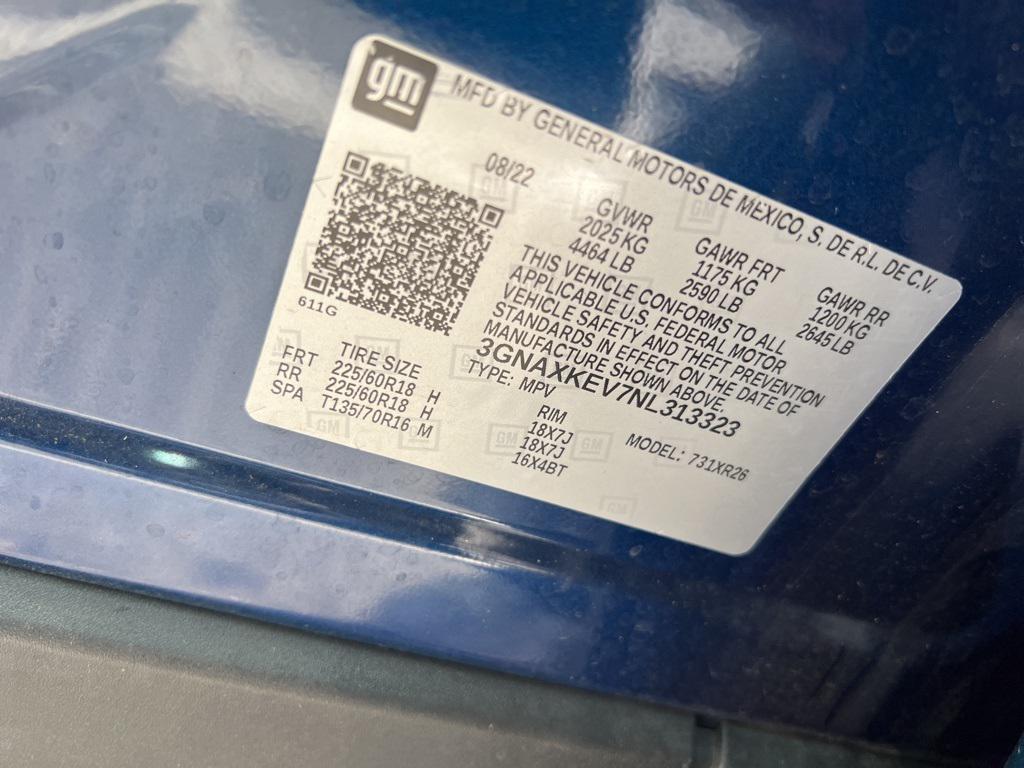 gm
MFD BY GENERAL MOTORS DE MEXICO, S. DE R.L. DE C.V.
08/22
GVWR
2025 KG
4464 LB
GAWR FRT
1175 KG
2590 LB
GAWR RR
1200 KG
2645 LB
THIS VEHICLE CONFORMS TO ALL
APPLICABLE U.S. FEDERAL MOTOR
VEHICLE SAFETY AND THEFT PREVENTION
STANDARDS IN EFFECT ON THE DATE OF
MANUFACTURE SHOWN ABOVE.
3GNAXKEV7NL313323
TYPE: MPV
MODEL: 731XR26
611G
TIRE SIZE RIM
FRT 225/60R18 H 18X7J
RR 225/60R18 H 18X7J
SPA T135/70R16 M 16X4BT